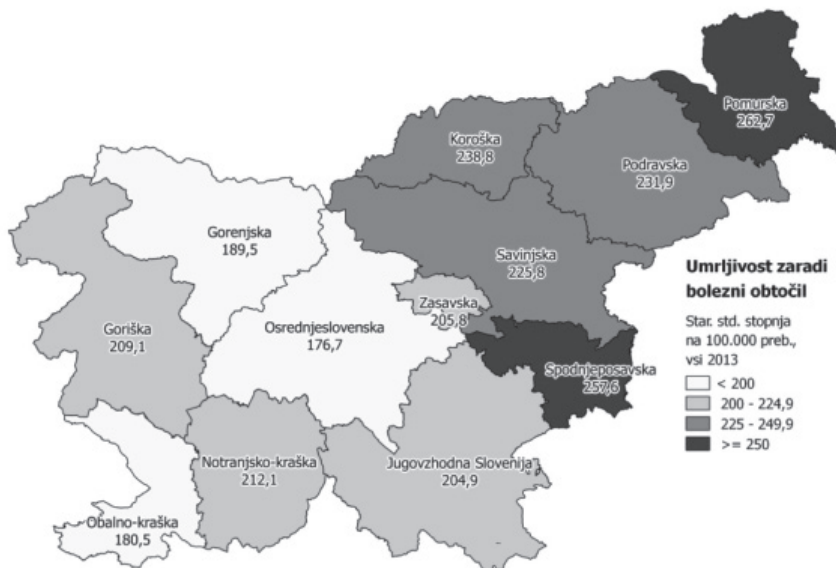 Pomurska
262,7
Koroška
238,8
Podravska
231,9
Gorenjska
189,5
Savinjska
225,8
Zasavska
205,8
Goriška
209,1
Osrednjeslovenska
176,7
Spodnjeposavska
257,6
Notranjsko-kraška
212,1
Jugovzhodna Slovenija
204,9
Obalno-kraška
180,5
Umrljivost zaradi
bolezni obtočil
Star. std. stopnja
na 100.000 preb.,
vsi 2013
< 200
200 - 224,9
225 - 249,9
>= 250